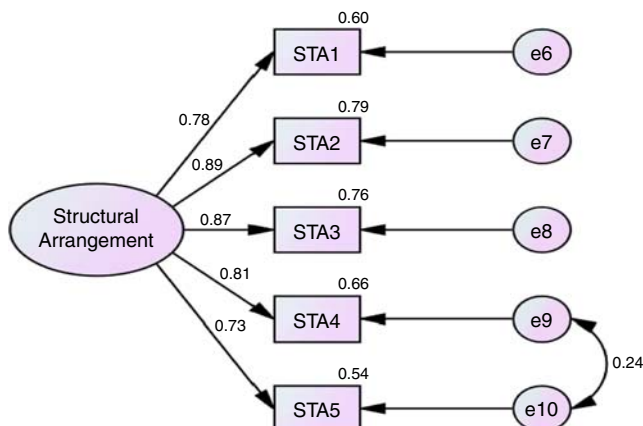 0.60
STA1
e6
0.78
0.79
STA2
e7
0.89
0.76
Structural
Arrangement
0.87
STA3
e8
0.81
0.66
STA4
e9
0.73
0.24
0.54
STA5
e10